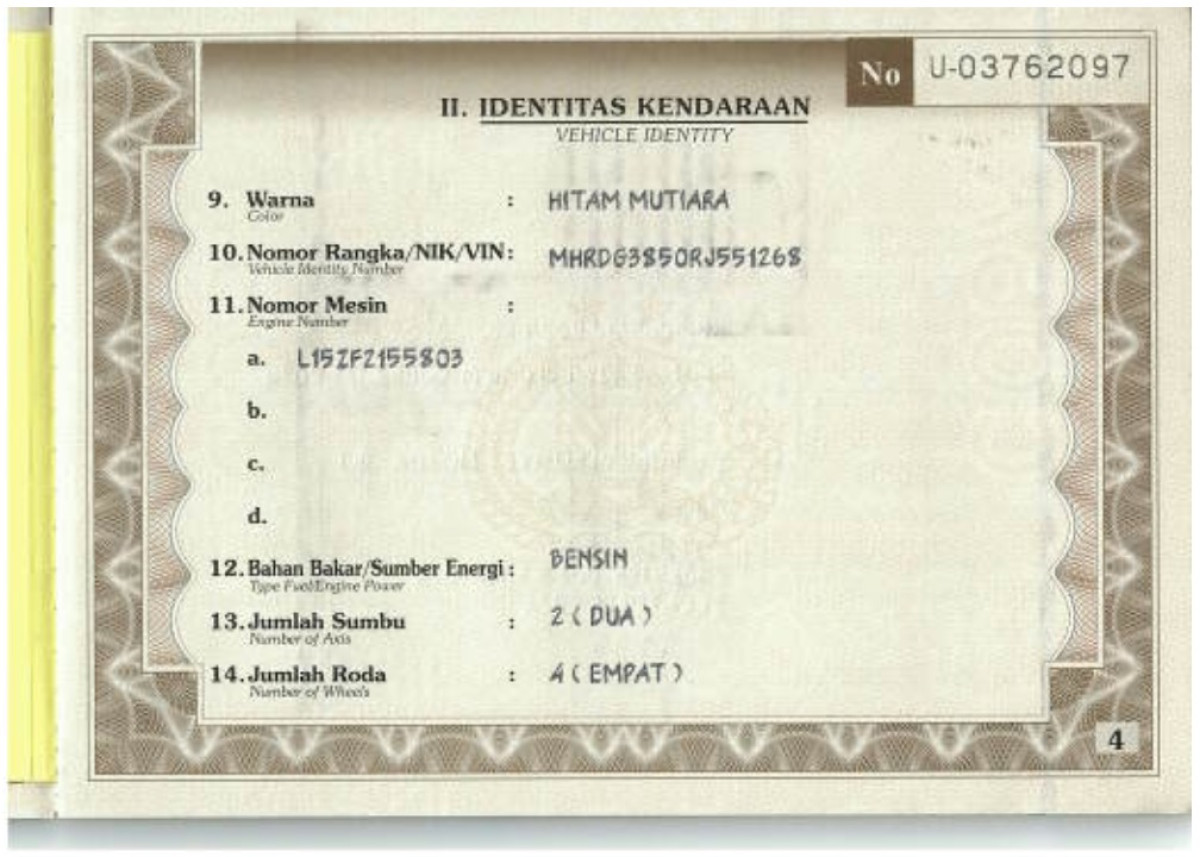 No U-03762097
II. IDENTITAS KENDARAAN
VEHICLE IDENTITY
9. Warna : HITAM MUTIARA
Color
10. Nomor Rangka/NIK/VIN : MHRDG3850RJ551268
Vehicle Identity Number
11. Nomor Mesin :
Engine Number
a. L15ZF2155803
b.
c.
d.
12. Bahan Bakar/Sumber Energi : BENSIN
Type Fuel/Engine Power
13. Jumlah Sumbu : 2 ( DUA )
Number of Axis
14. Jumlah Roda : 4 ( EMPAT )
Number of Wheels
4